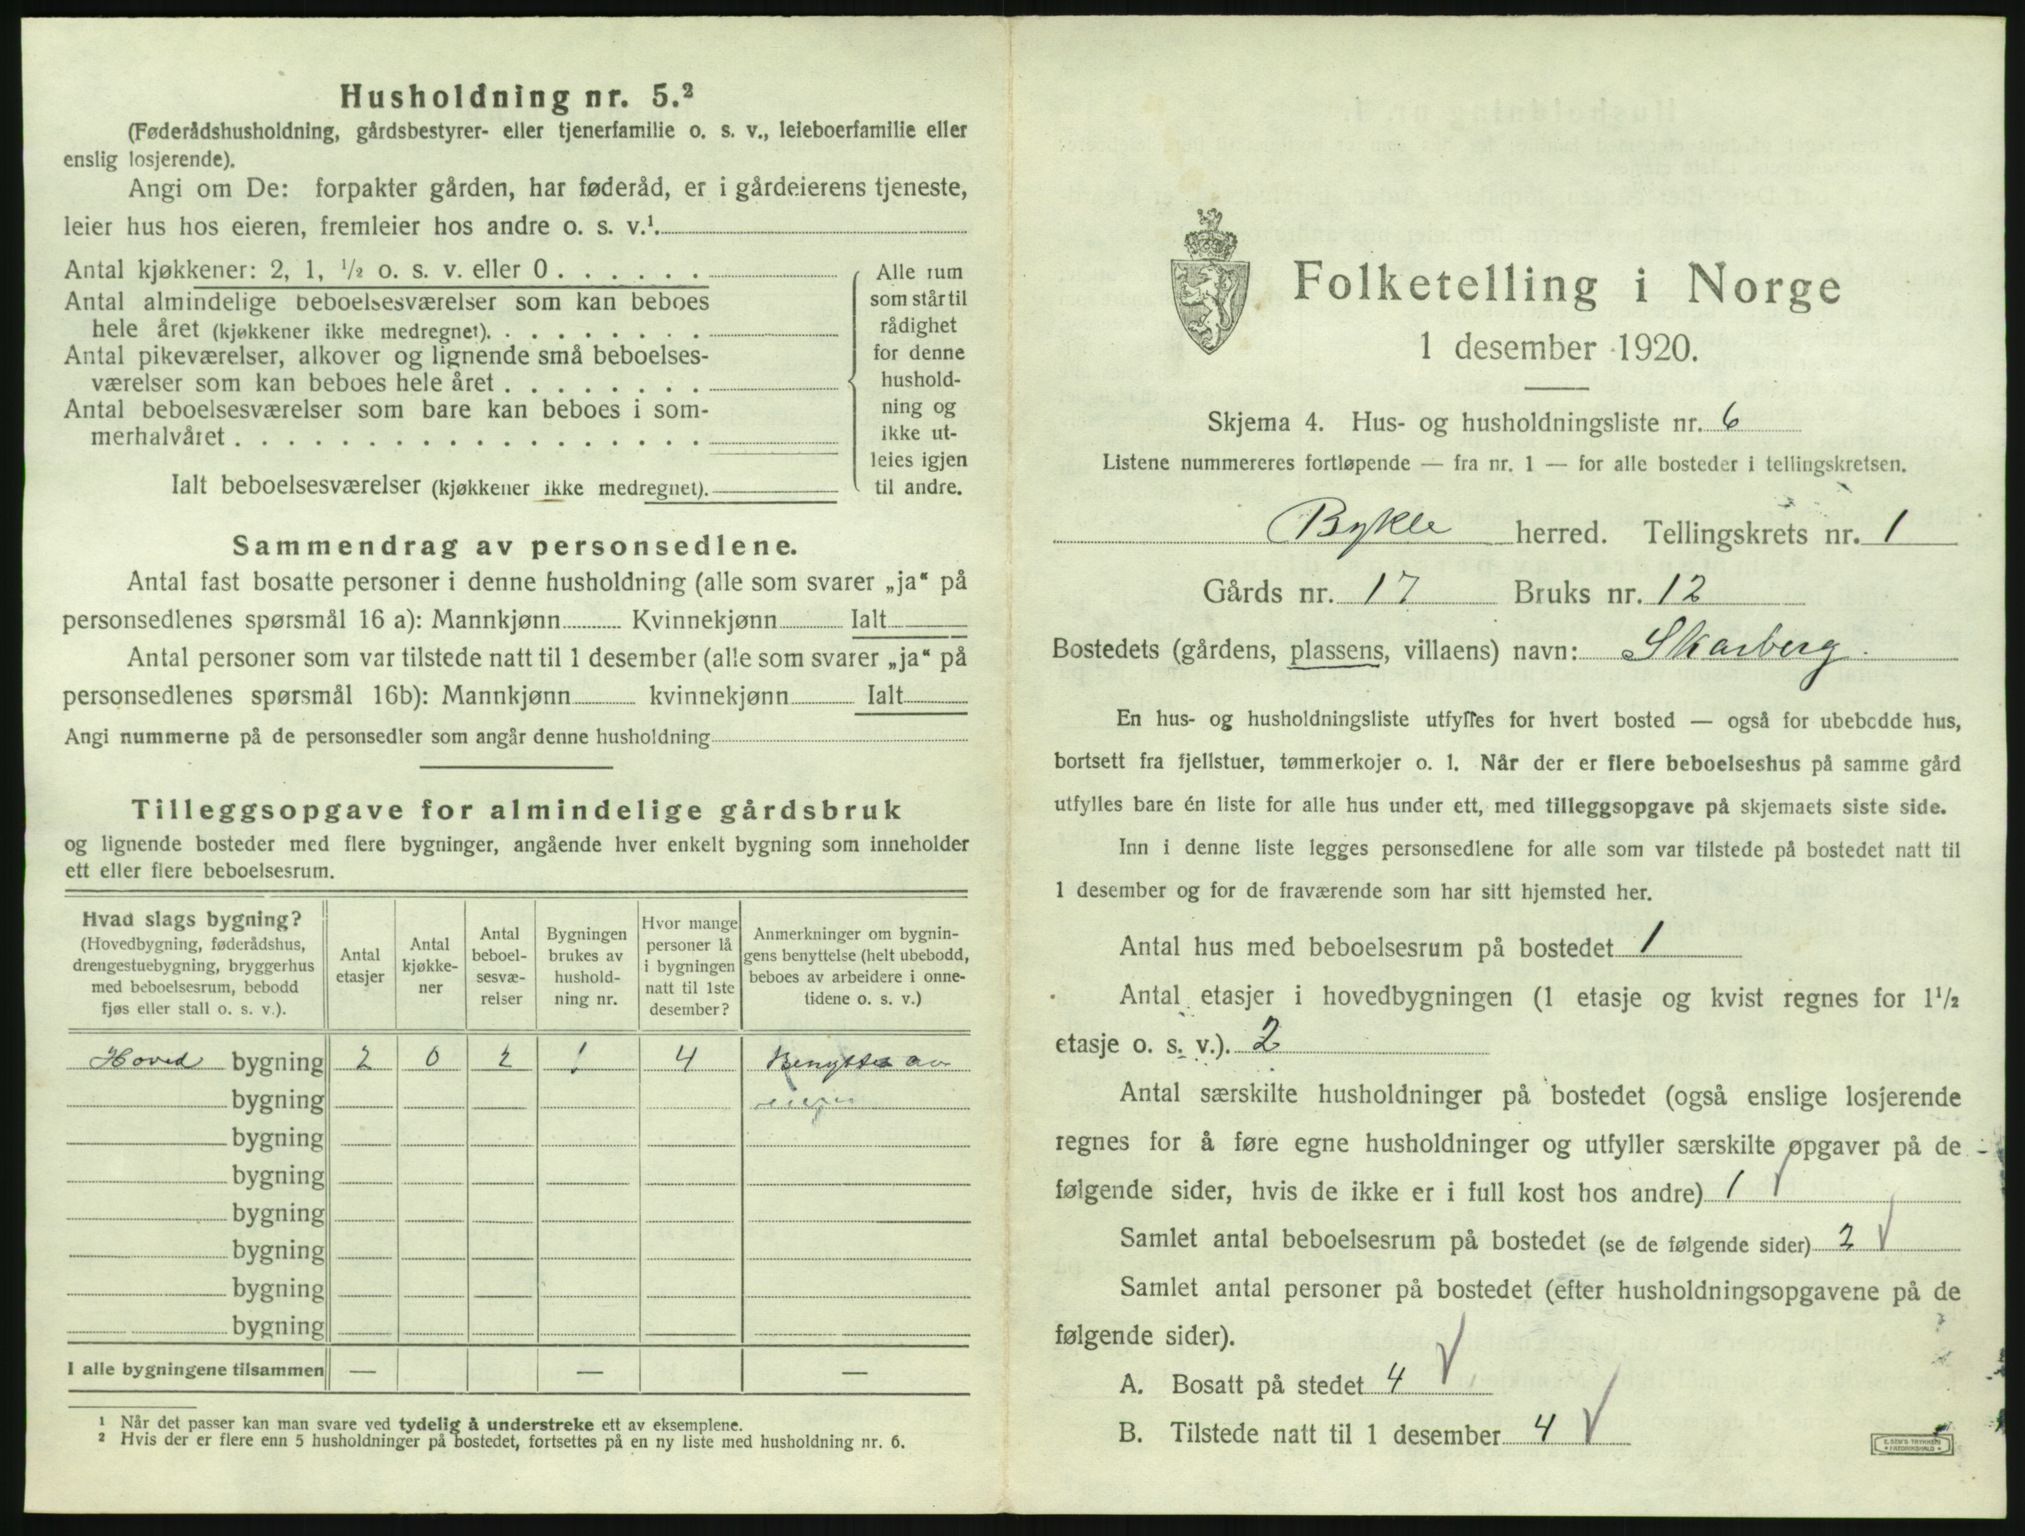 Husholdning nr. 5.²
(Føderådshusholdning, gårdsbestyrer- eller tjenerfamilie o. s. v., leieboerfamilie eller
enslig losjerende).
Angi om De: forpakter gården, har føderåd, er i gårdeierens tjeneste,
leier hus hos eieren, fremleier hos andre o. s. v.¹
Antal kjøkkener: 2, 1, ½ o. s. v. eller 0 . . . . . .
Antal almindelige beboelsesværelser som kan beboes
hele året (kjøkkener ikke medregnet). . . . . . . . .
Antal pikeværelser, alkover og lignende små beboelses-
værelser som kan beboes hele året . . . . . . . .
Antal beboelsesværelser som bare kan beboes i som-
merhalvåret . . . . . . . . . . . . . . . . . .
Ialt beboelsesværelser (kjøkkener ikke medregnet).
Alle rum
som står til
rådighet
for denne
hushold-
ning og
ikke ut-
leies igjen
til andre.
Sammendrag av personsedlene.
Antal fast bosatte personer i denne husholdning (alle som svarer „ja“ på
personsedlenes spørsmål 16 a): Mannkjønn Kvinnekjønn Ialt
Antal personer som var tilstede natt til 1 desember (alle som svarer „ja“ på
personsedlenes spørsmål 16b): Mannkjønn kvinnekjønn Ialt
Angi nummerne på de personsedler som angår denne husholdning
Tilleggsopgave for almindelige gårdsbruk
og lignende bosteder med flere bygninger, angående hver enkelt bygning som inneholder
ett eller flere beboelsesrum.
Hvad slags bygning?
(Hovedbygning, føderådshus,
drengestuebygning, bryggerhus
med beboelsesrum, bebodd
fjøs eller stall o. s. v.).
Antal
etasjer
Antal
kjøkke-
ner
Antal
beboel-
sesvæ-
relser
Bygningen
brukes av
hushold-
ning nr.
Hvor mange
personer lå
i bygningen
natt til 1ste
desember?
Anmerkninger om bygnin-
gens benyttelse (helt ubebodd,
beboes av arbeidere i onne-
tidene o. s. v.)
Hoved bygning 2 0 2 1 4 Benyttes av
bygning eieren
bygning
bygning
bygning
bygning
bygning
bygning
I alle bygningene tilsammen — — —
¹ Når det passer kan man svare ved tydelig å understreke ett av eksemplene.
² Hvis der er flere enn 5 husholdninger på bostedet, fortsettes på en ny liste med husholdning nr. 6.
Folketelling i Norge
1 desember 1920.
Skjema 4. Hus- og husholdningsliste nr. 6
Listene nummereres fortløpende — fra nr. 1 — for alle bosteder i tellingskretsen.
Bykle herred. Tellingskrets nr. 1
Gårds nr. 17 Bruks nr. 12
Bostedets (gårdens, plassens, villaens) navn: Skarberg.
En hus- og husholdningsliste utfylles for hvert bosted — også for ubebodde hus,
bortsett fra fjellstuer, tømmerkojer o. l. Når der er flere beboelseshus på samme gård
utfylles bare én liste for alle hus under ett, med tilleggsopgave på skjemaets siste side.
Inn i denne liste legges personsedlene for alle som var tilstede på bostedet natt til
1 desember og for de fraværende som har sitt hjemsted her.
Antal hus med beboelsesrum på bostedet 1
Antal etasjer i hovedbygningen (1 etasje og kvist regnes for 1½
etasje o. s. v.). 2
Antal særskilte husholdninger på bostedet (også enslige losjerende
regnes for å føre egne husholdninger og utfyller særskilte opgaver på de
følgende sider, hvis de ikke er i full kost hos andre) 1
Samlet antal beboelsesrum på bostedet (se de følgende sider) 2
Samlet antal personer på bostedet (efter husholdningsopgavene på de
følgende sider).
A. Bosatt på stedet 4
B. Tilstede natt til 1 desember 4
E. SEM'S TRYKKERI
FREDRIKSHALD